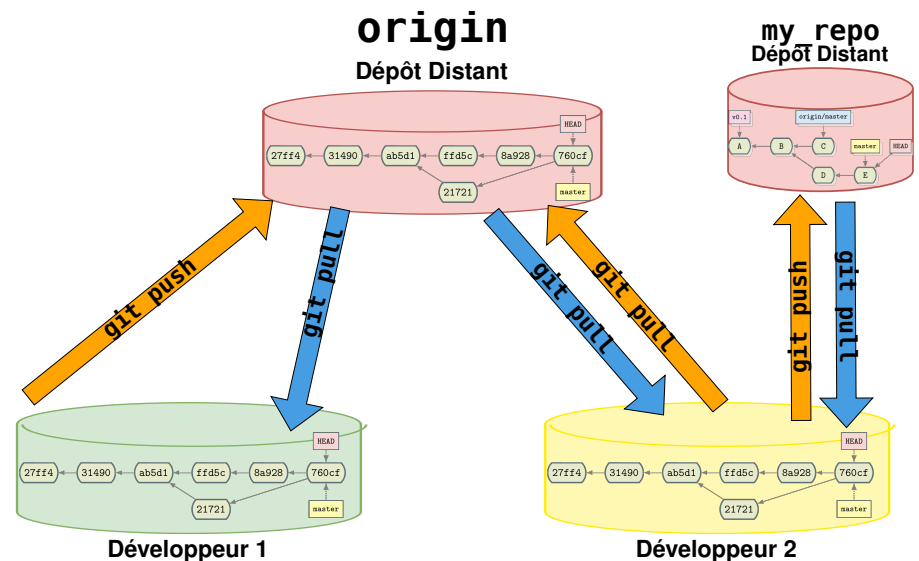 origin
Dépôt Distant
HEAD
27ff4 31490 ab5d1 ffd5c 8a928 760cf
21721
master
my_repo
Dépôt Distant
v0.1 origin/master
A B C
master HEAD
D E
git push
git pull
git pull
git pull
git push
git pull
HEAD
27ff4 31490 ab5d1 ffd5c 8a928 760cf
21721
master
Développeur 1
HEAD
27ff4 31490 ab5d1 ffd5c 8a928 760cf
21721
master
Développeur 2